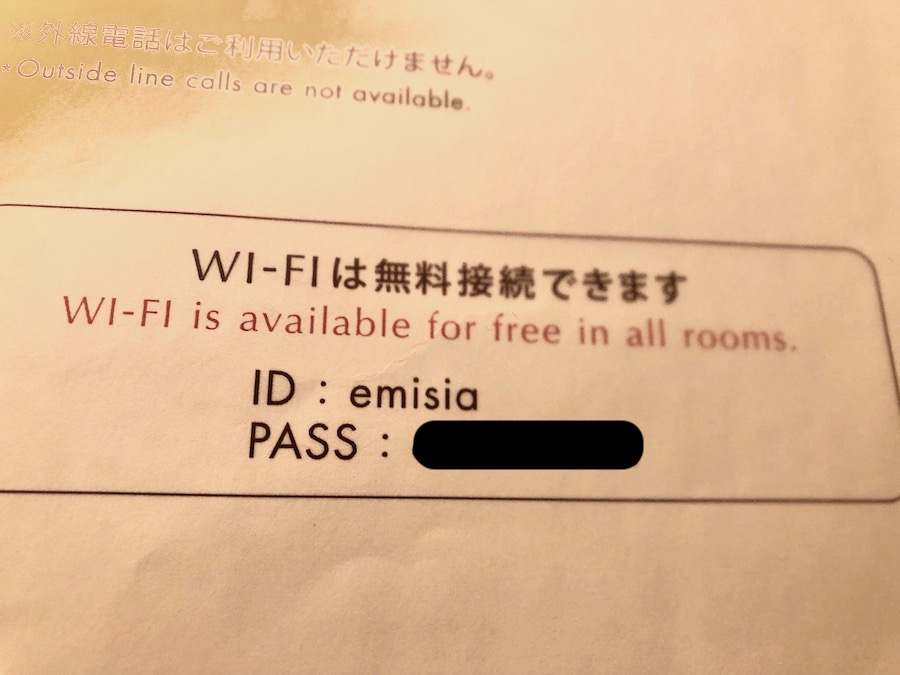 ※外線電話はご利用いただけません。
*Outside line calls are not available.
WI-FIは無料接続できます
WI-FI is available for free in all rooms.
ID : emisia
PASS :